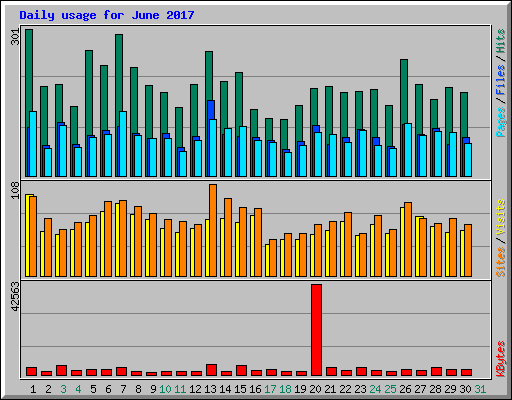 Daily usage for June 2017
301
Pages / Files / Hits
108
Sites / Visits
42563
KBytes
1 2 3 4 5 6 7 8 9 10 11 12 13 14 15 16 17 18 19 20 21 22 23 24 25 26 27 28 29 30 31